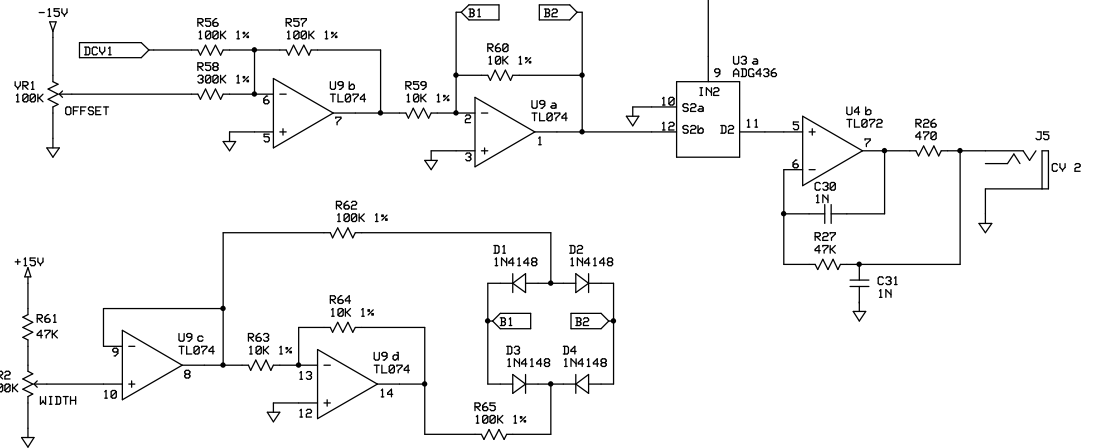 -15V
VR1
100K
OFFSET
DCV1
R56
100K 1%
R57
100K 1%
R58
300K 1%
6
5
7
U9 b
TL074
R59
10K 1%
B1
B2
R60
10K 1%
2
3
1
U9 a
TL074
U3 a
ADG436
9
IN2
10
S2a
12
S2b
D2
11
5
6
7
U4 b
TL072
R26
470
J5
CV 2
C30
1N
R27
47K
C31
1N
+15V
R61
47K
R2
00K
WIDTH
9
10
8
U9 c
TL074
R62
100K 1%
R63
10K 1%
R64
10K 1%
13
12
14
U9 d
TL074
R65
100K 1%
D1
1N4148
D2
1N4148
B1
B2
D3
1N4148
D4
1N4148